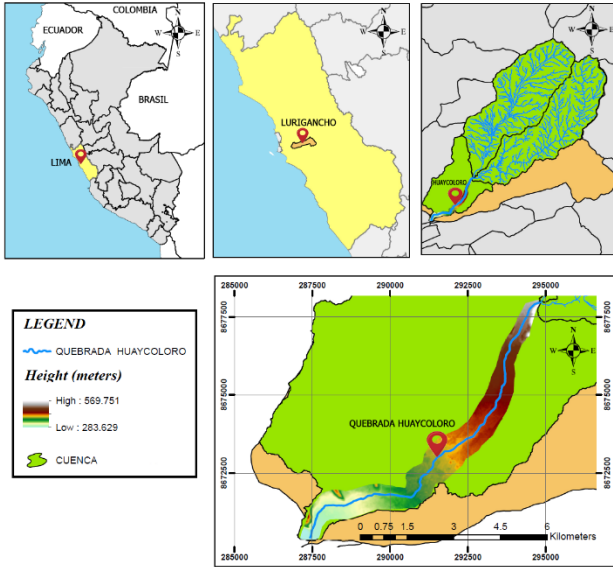 COLOMBIA
ECUADOR
N
W E
S
BRASIL
LIMA
N
W E
S
LURIGANCHO
N
W E
S
HUAYCOLORO
LEGEND
QUEBRADA HUAYCOLORO
Height (meters)
High : 569.751
Low : 283.629
CUENCA
285000 287500 290000 292500 295000
8677500 8677500
N
W E
S
8675000 8675000
QUEBRADA HUAYCOLORO
8672500 8672500
0 0.75 1.5 3 4.5 6
Kilometers
285000 287500 290000 292500 295000